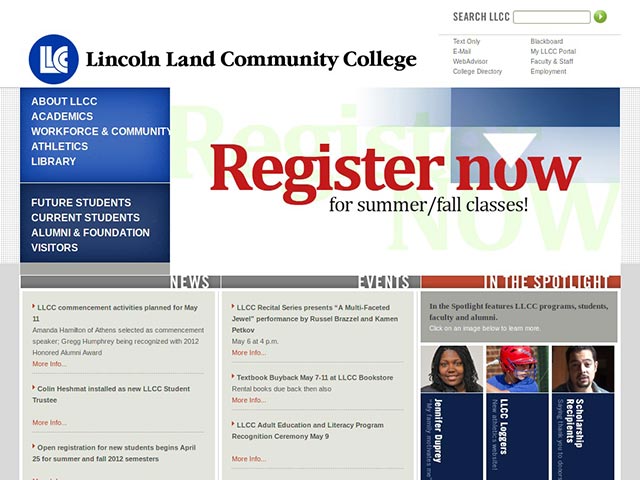 SEARCH LLCC
Text Only
E-Mail
WebAdvisor
College Directory
Blackboard
My LLCC Portal
Faculty & Staff
Employment
LLCC
Lincoln Land Community College
ABOUT LLCC
ACADEMICS
WORKFORCE & COMMUNITY
ATHLETICS
LIBRARY
FUTURE STUDENTS
CURRENT STUDENTS
ALUMNI & FOUNDATION
VISITORS
Register
Now
Register now
for summer/fall classes!
NEWS
LLCC commencement activities planned for May
11
Amanda Hamilton of Athens selected as commencement
speaker; Gregg Humphrey being recognized with 2012
Honored Alumni Award
More Info...
Colin Heshmat installed as new LLCC Student
Trustee
More Info...
Open registration for new students begins April
25 for summer and fall 2012 semesters
EVENTS
LLCC Recital Series presents “A Multi-Faceted
Jewel” performance by Russel Brazzel and Kamen
Petkov
May 6 at 4 p.m.
More Info...
Textbook Buyback May 7-11 at LLCC Bookstore
Rental books due back then also
More Info...
LLCC Adult Education and Literacy Program
Recognition Ceremony May 9
More Info...
IN THE SPOTLIGHT
In the Spotlight features LLCC programs, students,
faculty and alumni.
Click on an image below to learn more.
Jennifer Duprey
"My family motivates me"
LLCC Loggers
New athletics website!
Scholarship
Recipients
Saying thank you to donors